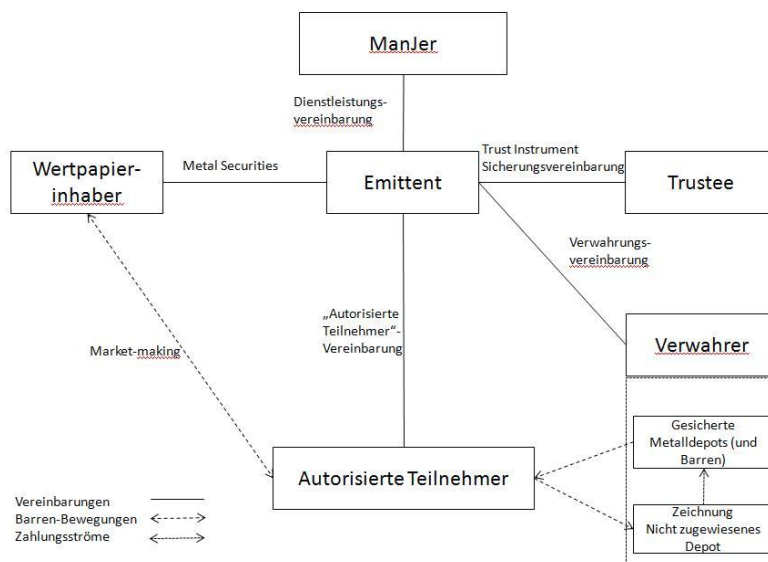 ManJer
Dienstleistungs-
vereinbarung
Wertpapier-
inhaber
Metal Securities
Emittent
Trust Instrument
Sicherungsvereinbarung
Trustee
Verwahrungs-
vereinbarung
„Autorisierte
Teilnehmer“-
Vereinbarung
Market-making
Verwahrer
Gesicherte
Metalldepots (und
Barren)
Autorisierte Teilnehmer
Zeichnung
Nicht zugewiesenes
Depot
Vereinbarungen
Barren-Bewegungen
Zahlungsströme